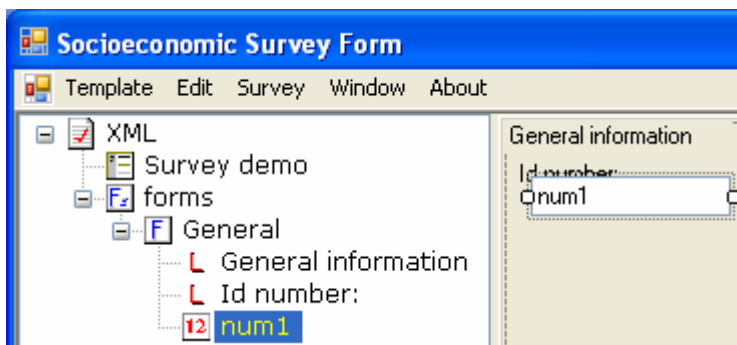 Socioeconomic Survey Form
Template Edit Survey Window About
XML
Survey demo
forms
General
General information
Id number:
12 num1
General information
Id number:
num1